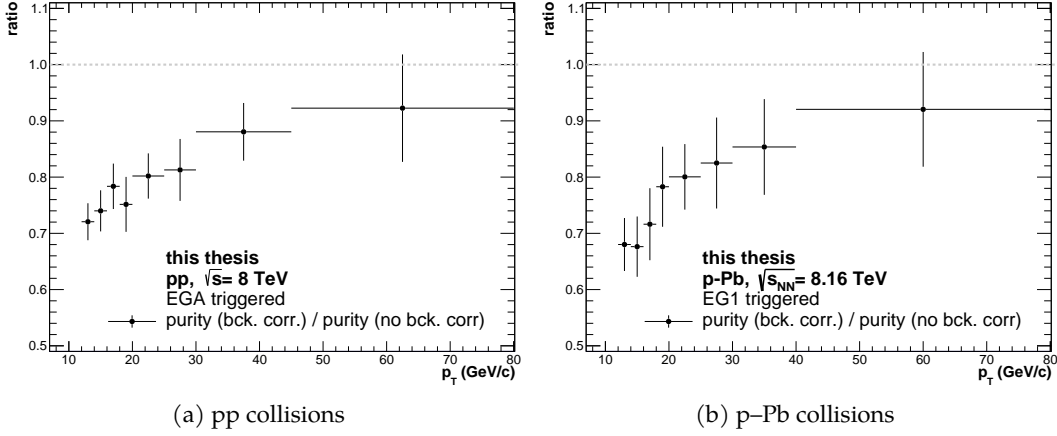 ratio
1.1
1.0
0.9
0.8
0.7
0.6
0.5
this thesis
pp, √s= 8 TeV
EGA triggered
purity (bck. corr.) / purity (no bck. corr)
10 20 30 40 50 60 70 80
p_T (GeV/c)
(a) pp collisions
ratio
1.1
1.0
0.9
0.8
0.7
0.6
0.5
this thesis
p-Pb, √s_NN= 8.16 TeV
EG1 triggered
purity (bck. corr.) / purity (no bck. corr)
10 20 30 40 50 60 70 80
p_T (GeV/c)
(b) p–Pb collisions